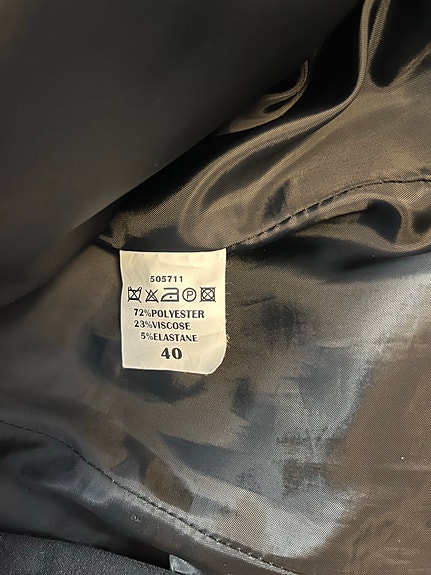 505711
P
72%POLYESTER
23%VISCOSE
5%ELASTANE
40